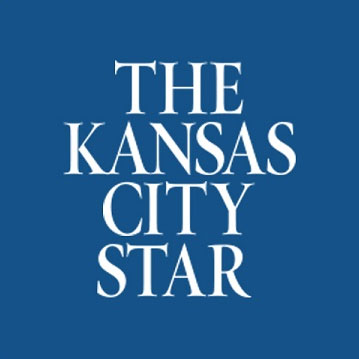 THE
KANSAS
CITY
STAR